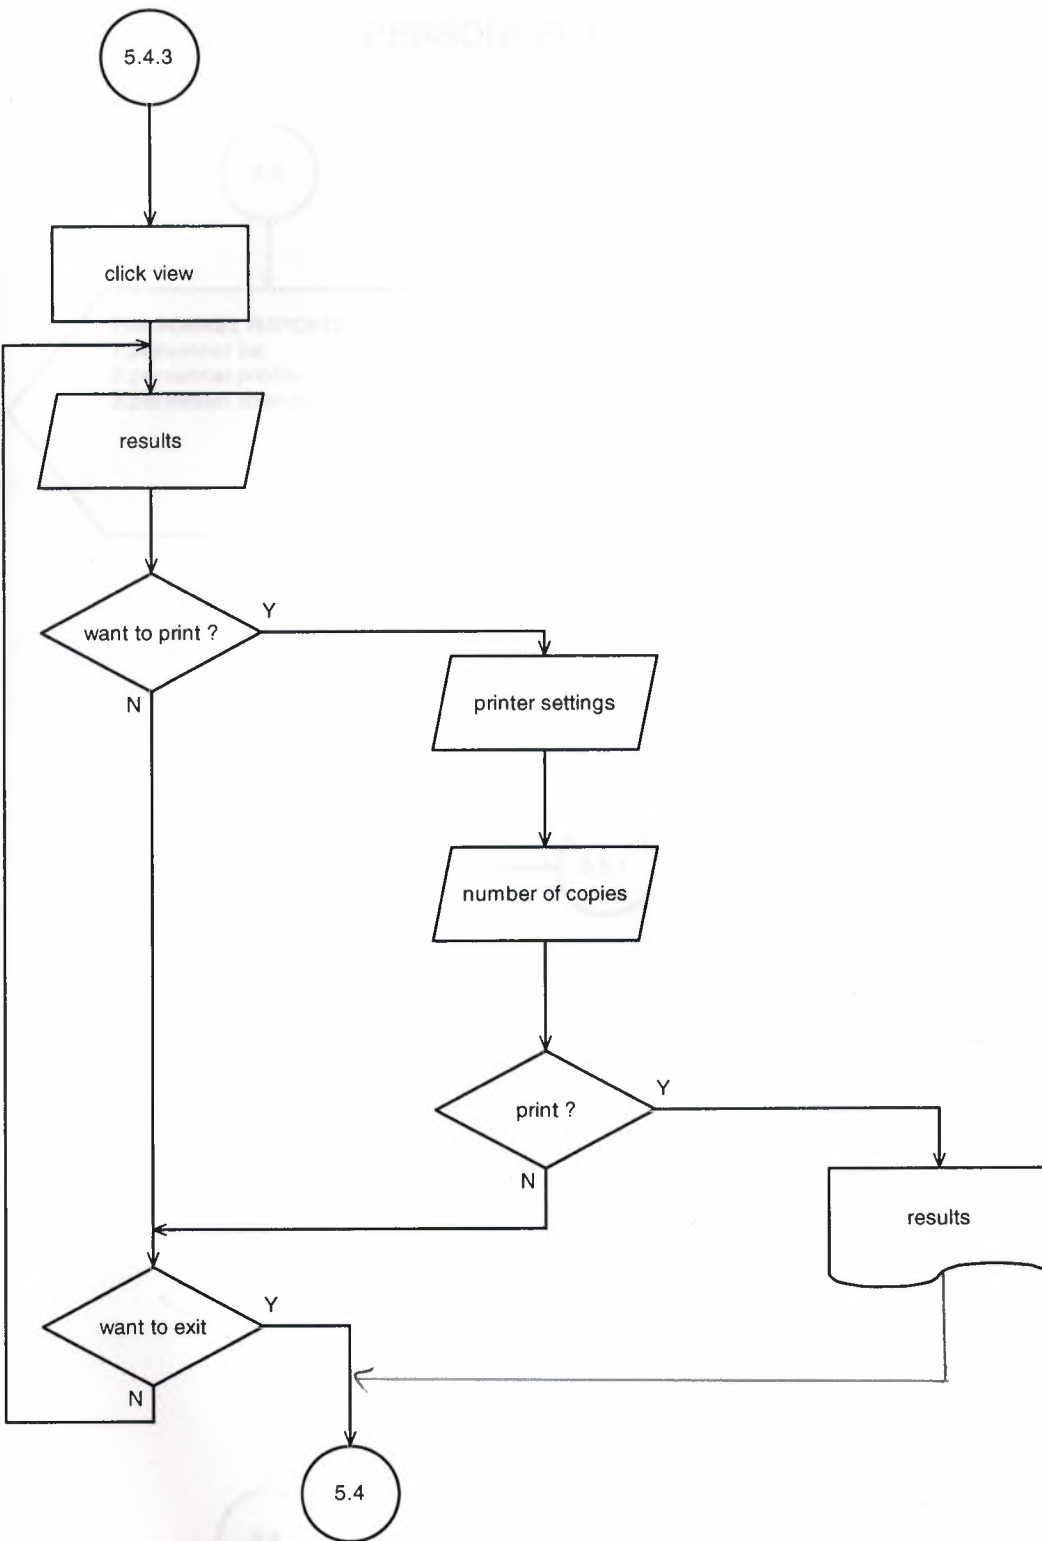 5.4.3
click view
results
want to print ?
Y
N
printer settings
number of copies
print ?
Y
N
results
want to exit
Y
N
5.4